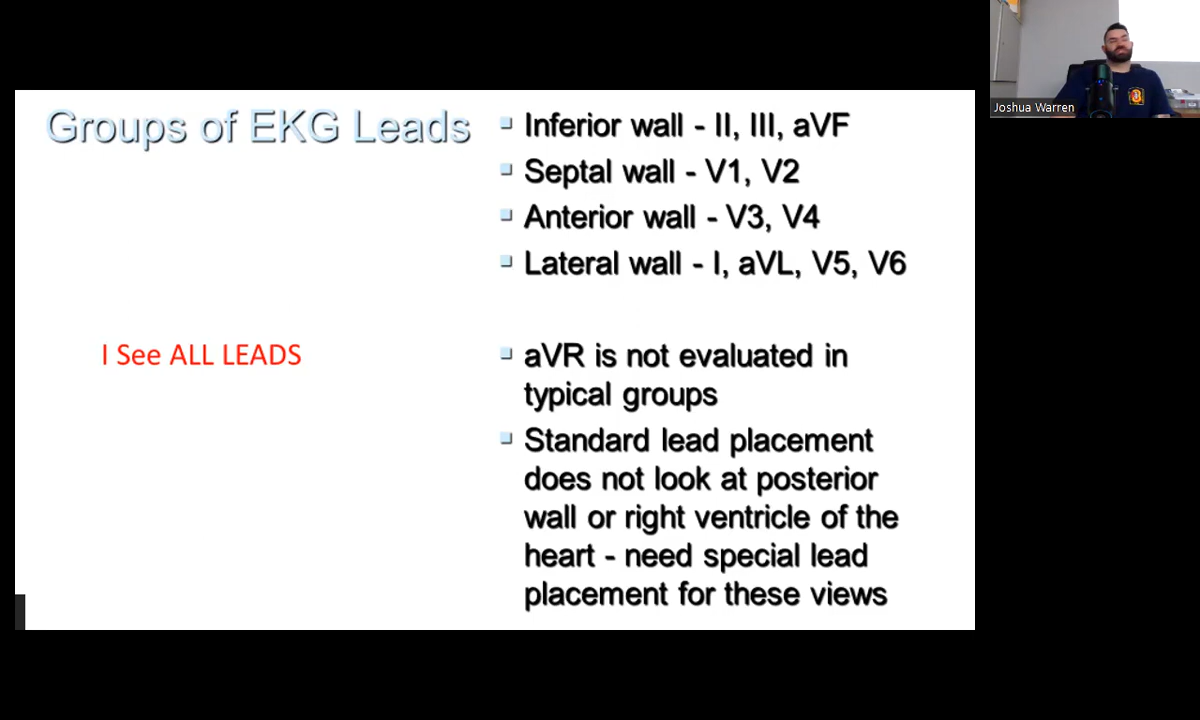 Groups of EKG Leads
Inferior wall - II, III, aVF
Septal wall - V1, V2
Anterior wall - V3, V4
Lateral wall - I, aVL, V5, V6
I See ALL LEADS
aVR is not evaluated in
typical groups
Standard lead placement
does not look at posterior
wall or right ventricle of the
heart - need special lead
placement for these views
Joshua Warren